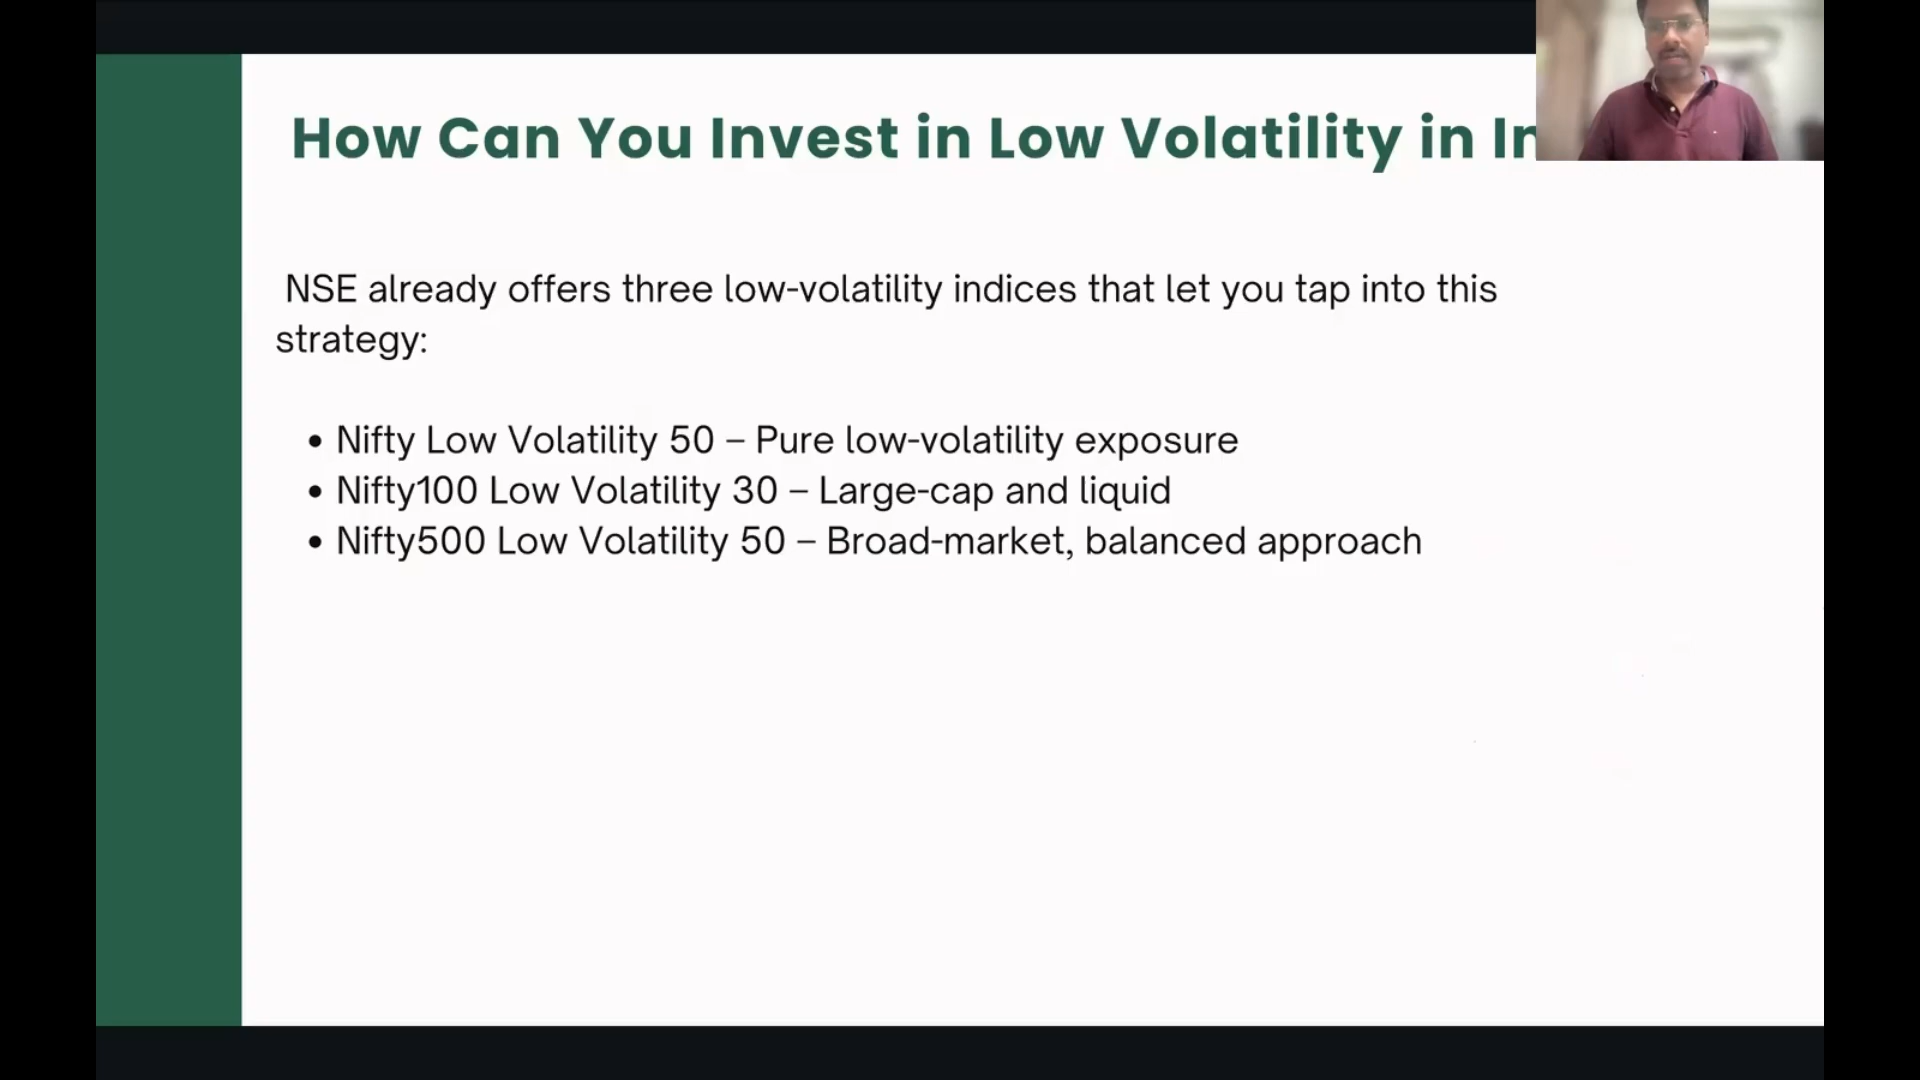 How Can You Invest in Low Volatility in
NSE already offers three low-volatility indices that let you tap into this
strategy:
• Nifty Low Volatility 50 – Pure low-volatility exposure
• Nifty100 Low Volatility 30 – Large-cap and liquid
• Nifty500 Low Volatility 50 – Broad-market, balanced approach